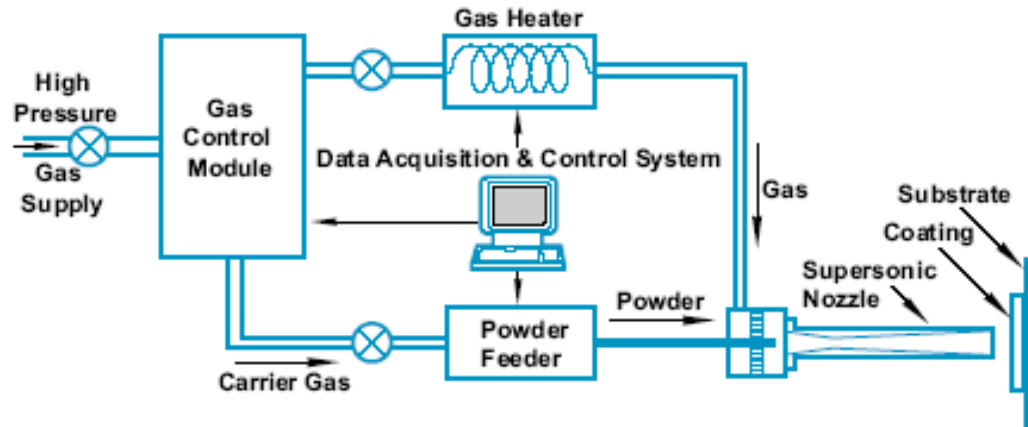 Gas Heater
High
Pressure
Gas
Supply
Gas
Control
Module
Data Acquisition & Control System
Gas
Substrate
Coating
Supersonic
Nozzle
Powder
Powder
Feeder
Carrier Gas